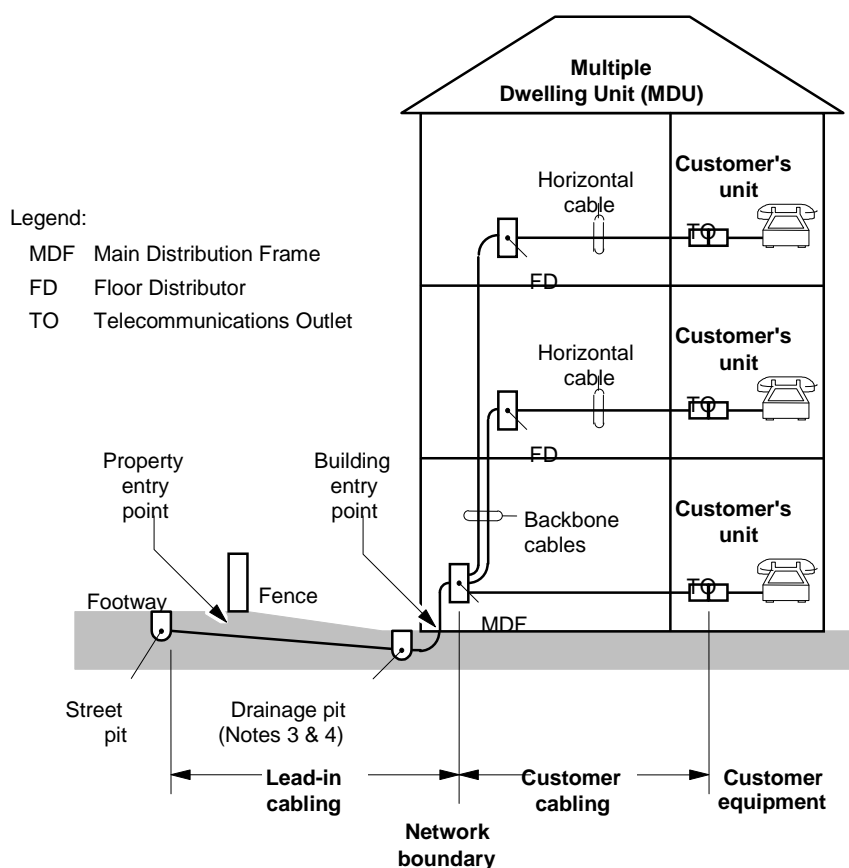 Multiple
Dwelling Unit (MDU)
Customer's
unit
Horizontal
cable
TO
FD
Legend:
MDF Main Distribution Frame
FD Floor Distributor
TO Telecommunications Outlet
Customer's
unit
Horizontal
cable
TO
FD
Property
entry
point
Building
entry
point
Customer's
unit
Backbone
cables
TO
Footway
Fence
MDF
Street
pit
Drainage pit
(Notes 3 & 4)
Lead-in
cabling
Customer
cabling
Customer
equipment
Network
boundary